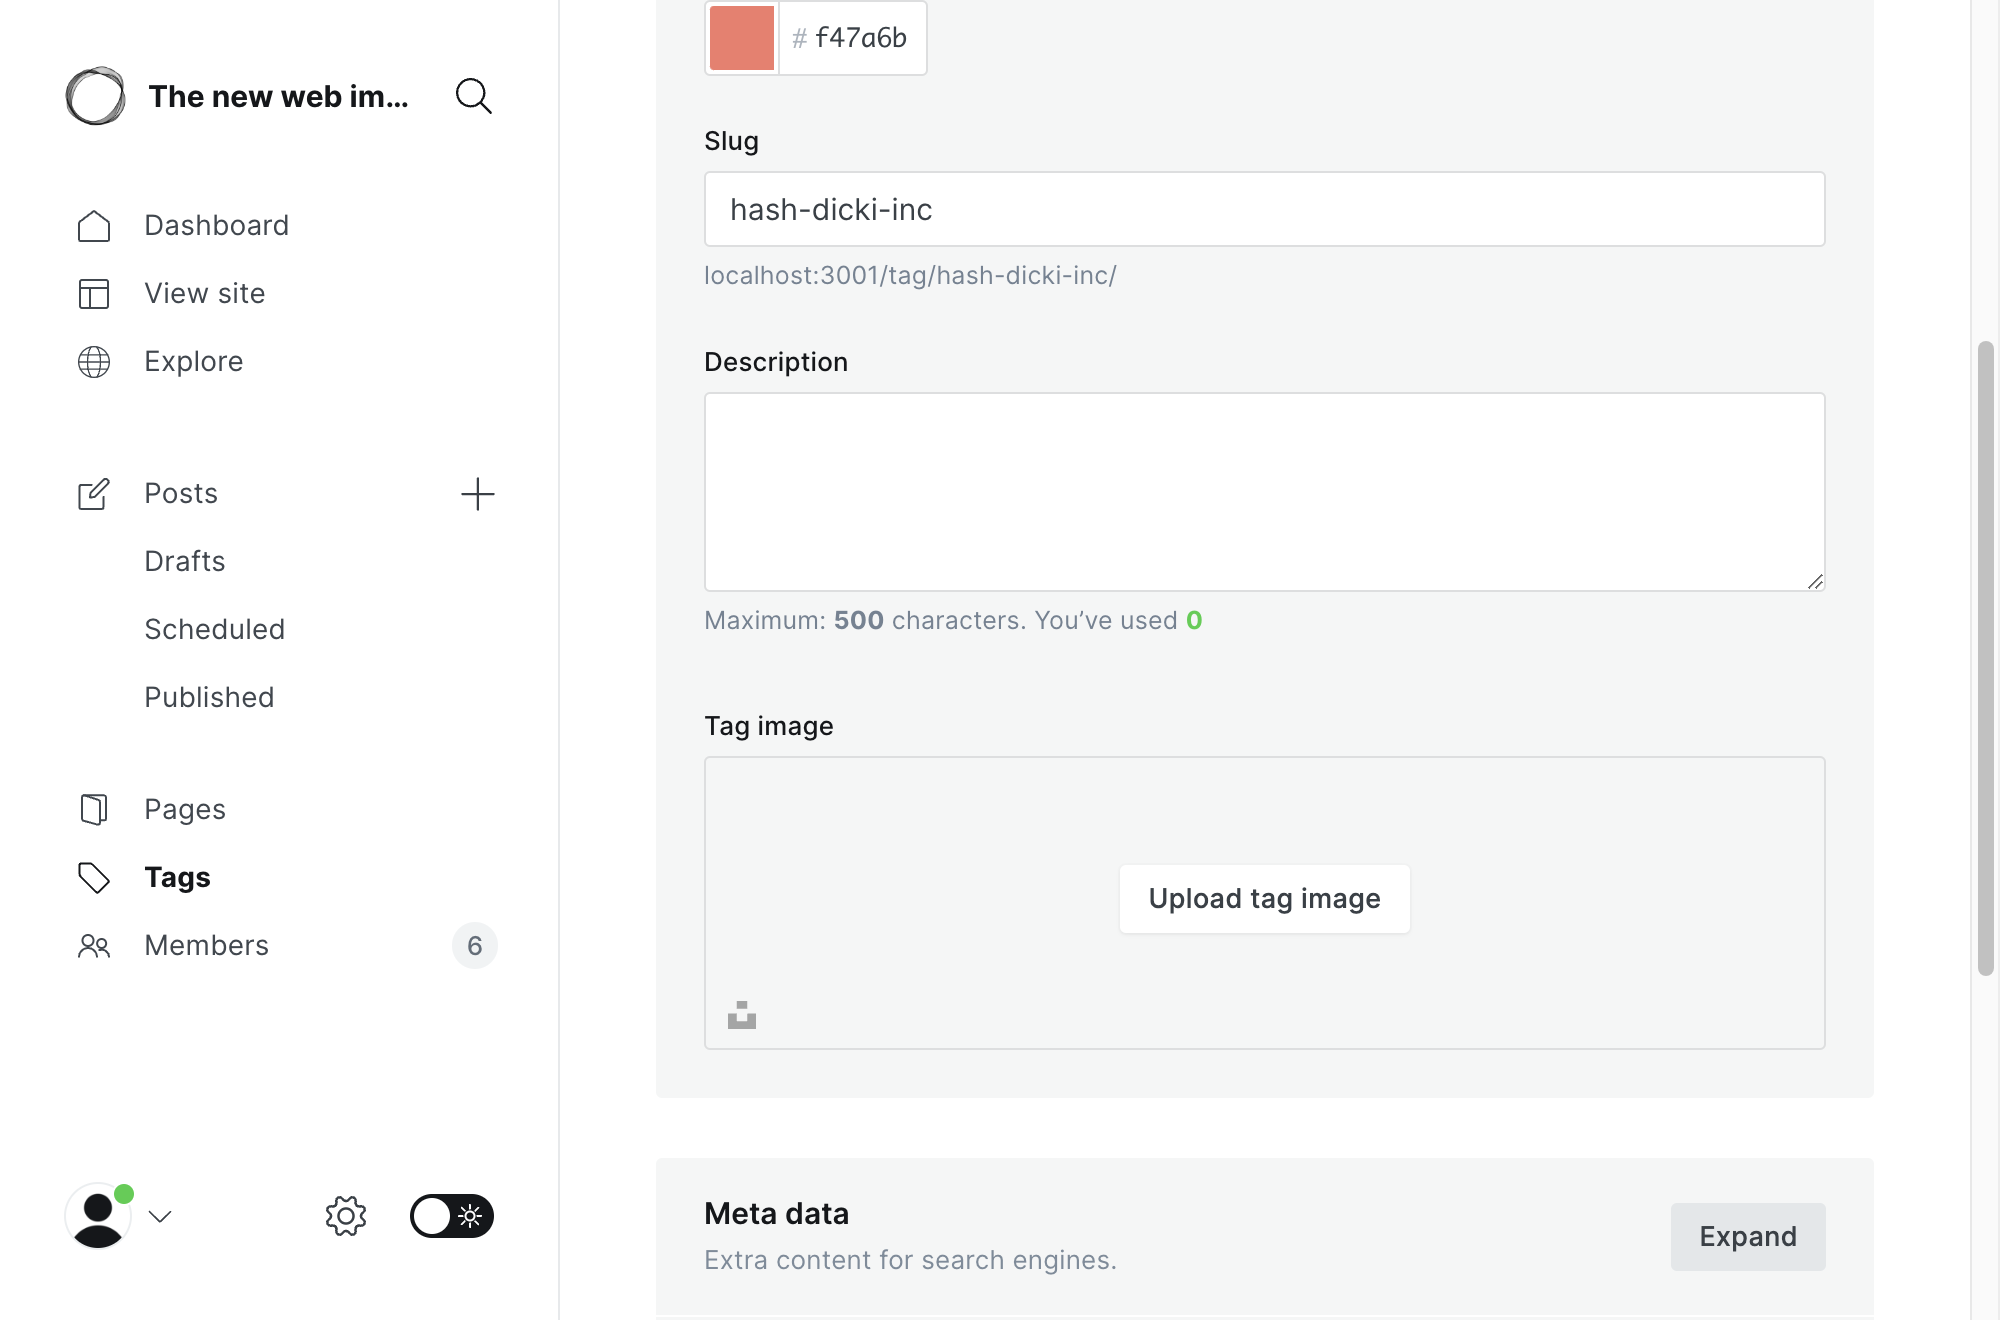 The new web im...
Dashboard
View site
Explore
Posts
Drafts
Scheduled
Published
Pages
Tags
Members 6
# f47a6b
Slug
hash-dicki-inc
localhost:3001/tag/hash-dicki-inc/
Description
Maximum: 500 characters. You’ve used 0
Tag image
Upload tag image
Meta data
Extra content for search engines.
Expand